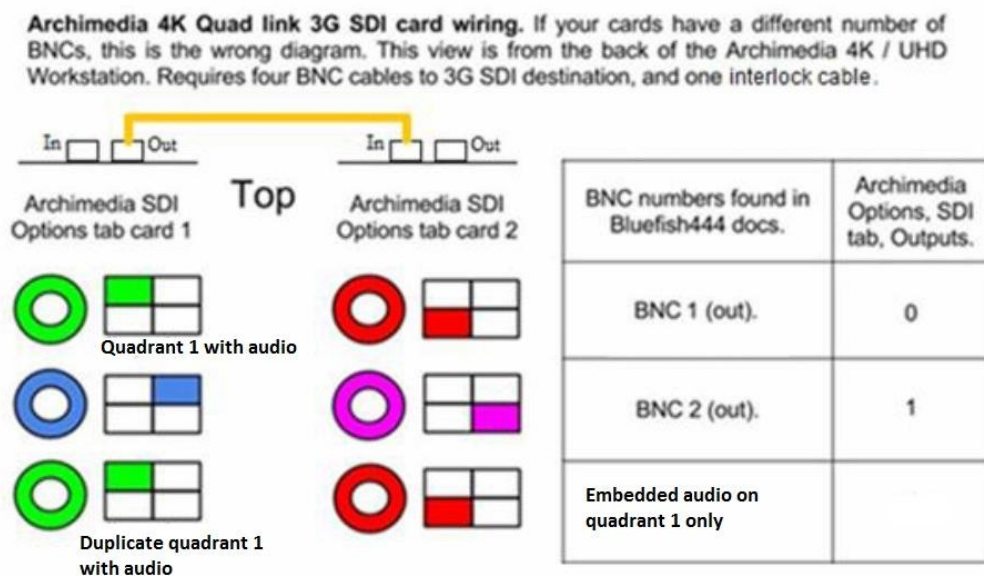 Archimedia 4K Quad link 3G SDI card wiring. If your cards have a different number of
BNCs, this is the wrong diagram. This view is from the back of the Archimedia 4K / UHD
Workstation. Requires four BNC cables to 3G SDI destination, and one interlock cable.
In
Out
In
Out
Archimedia SDI
Options tab card 1
Top
Archimedia SDI
Options tab card 2
Quadrant 1 with audio
Duplicate quadrant 1
with audio
BNC numbers found in
Bluefish444 docs.
Archimedia
Options, SDI
tab, Outputs.
BNC 1 (out).
0
BNC 2 (out).
1
Embedded audio on
quadrant 1 only